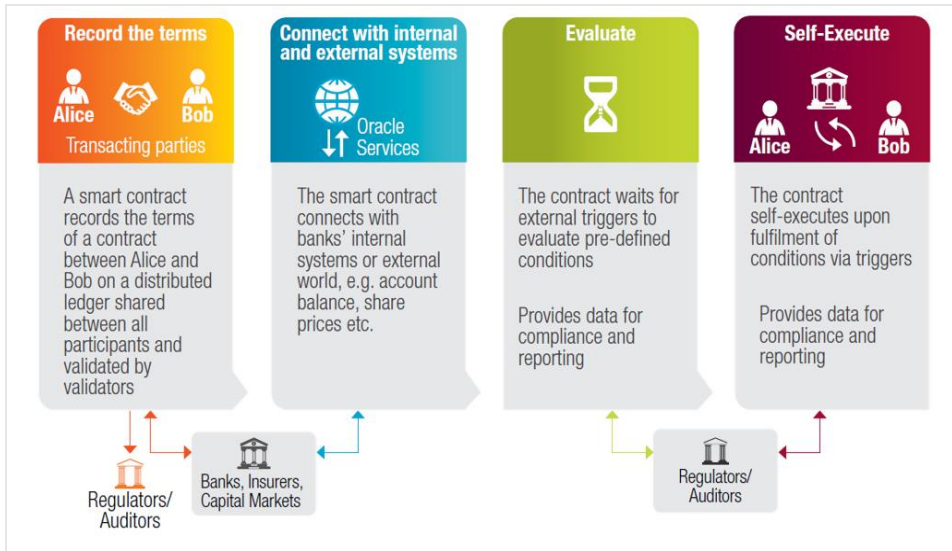 Record the terms
Alice
Bob
Transacting parties
A smart contract
records the terms
of a contract
between Alice and
Bob on a distributed
ledger shared
between all
participants and
validated by
validators
Regulators/
Auditors
Banks, Insurers,
Capital Markets
Connect with internal
and external systems
Oracle
Services
The smart contract
connects with
banks’ internal
systems or external
world, e.g. account
balance, share
prices etc.
Evaluate
The contract waits for
external triggers to
evaluate pre-defined
conditions
Provides data for
compliance and
reporting
Self-Execute
Alice
Bob
The contract
self-executes upon
fulfilment of
conditions via triggers
Provides data for
compliance and
reporting
Regulators/
Auditors